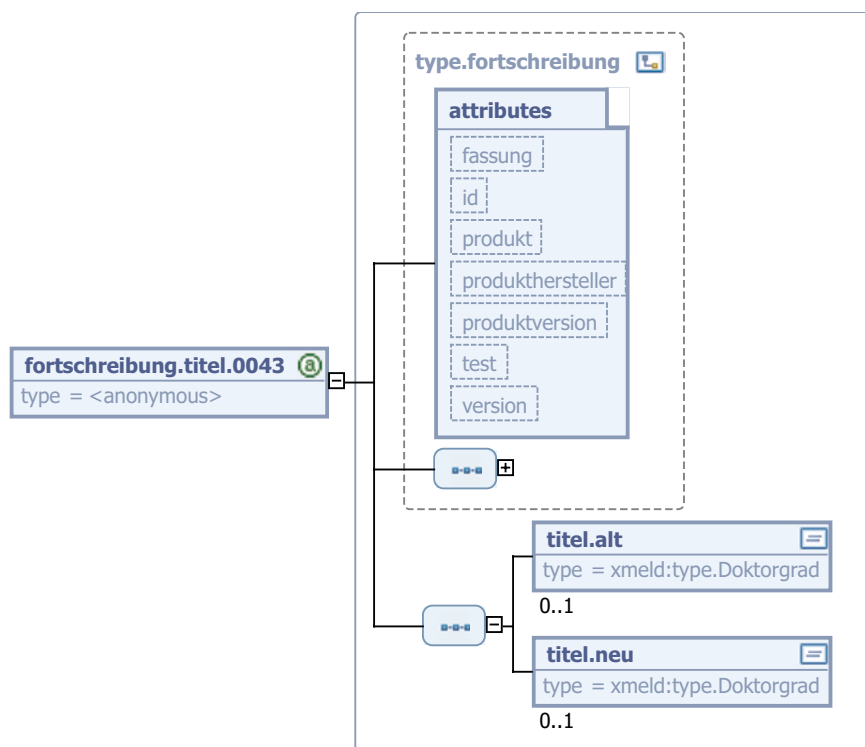 type.fortschreibung
attributes
fassung
id
produkt
produkthersteller
produktversion
test
version
fortschreibung.titel.0043 a
type = <anonymous>
titel.alt
type = xmeld:type.Doktorgrad
0..1
titel.neu
type = xmeld:type.Doktorgrad
0..1